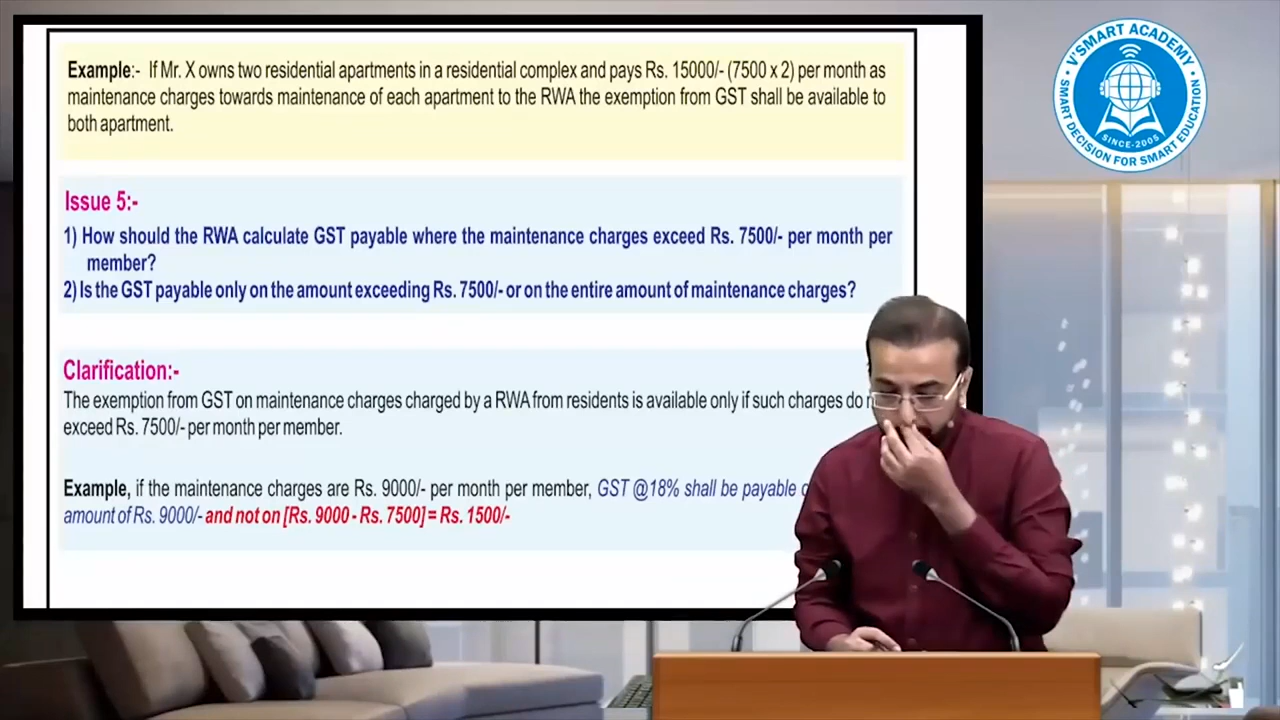 Example:- If Mr. X owns two residential apartments in a residential complex and pays Rs. 15000/- (7500 x 2) per month as
maintenance charges towards maintenance of each apartment to the RWA the exemption from GST shall be available to
both apartment.
Issue 5:-
1) How should the RWA calculate GST payable where the maintenance charges exceed Rs. 7500/- per month per
member?
2) Is the GST payable only on the amount exceeding Rs. 7500/- or on the entire amount of maintenance charges?
Clarification:-
The exemption from GST on maintenance charges charged by a RWA from residents is available only if such charges do
exceed Rs. 7500/- per month per member.
Example, if the maintenance charges are Rs. 9000/- per month per member, GST @18% shall be payable
amount of Rs. 9000/- and not on [Rs. 9000 - Rs. 7500] = Rs. 1500/-
V'SMART ACADEMY
SINCE-2005
SMART DECISION FOR SMART EDUCATION